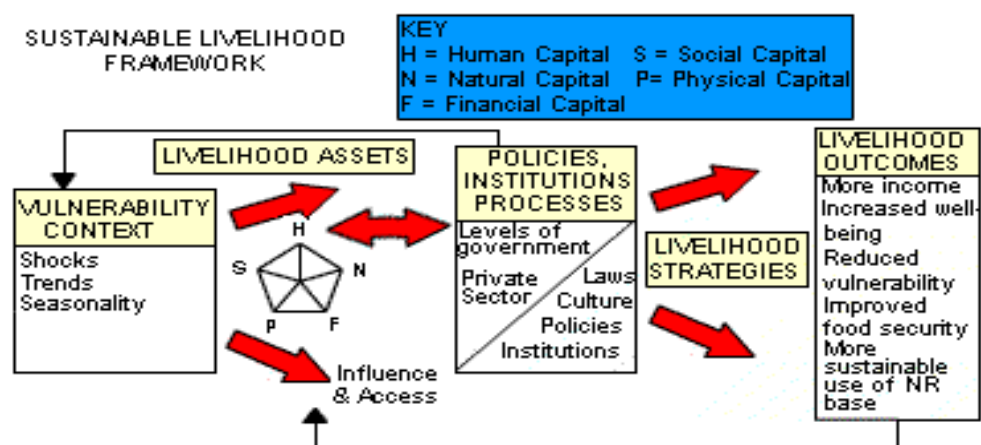 SUSTAINABLE LIVELIHOOD
FRAMEWORK
KEY
H = Human Capital S = Social Capital
N = Natural Capital P= Physical Capital
F = Financial Capital
LIVELIHOOD ASSETS
VULNERABILITY
CONTEXT
Shocks
Trends
Seasonality
H
S
N
P
F
Influence
& Access
POLICIES,
INSTITUTIONS
PROCESSES
Levels of
government
Private
Sector
Laws
Culture
Policies
Institutions
LIVELIHOOD
STRATEGIES
LIVELIHOOD
OUTCOMES
More income
Increased well-
being
Reduced
vulnerability
Improved
food security
More
sustainable
use of NR
base